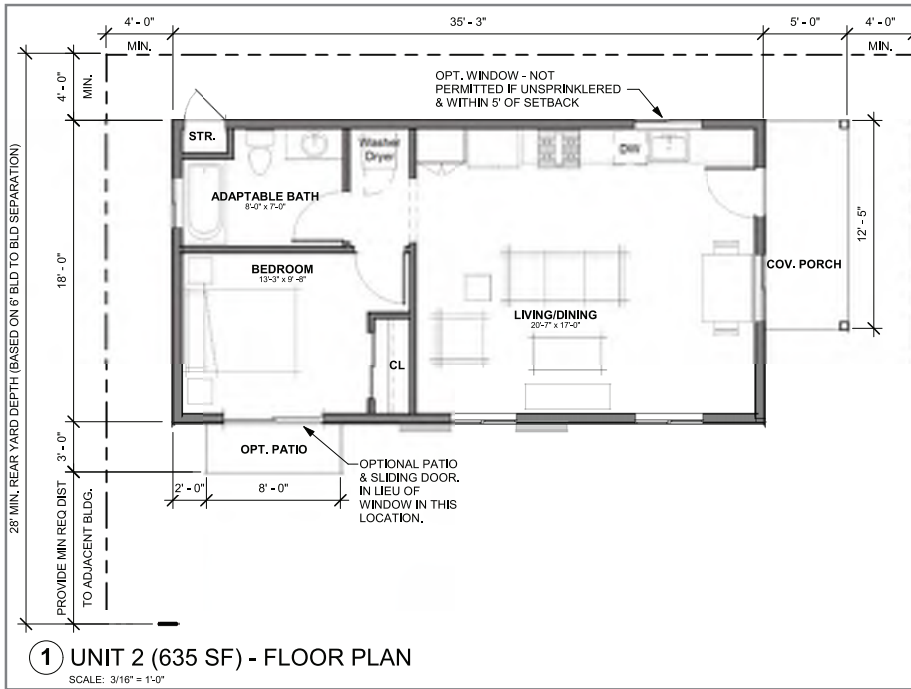 4' - 0"
35' - 3"
5' - 0"
4' - 0"
MIN.
MIN.
4' - 0"
MIN.
OPT. WINDOW - NOT
PERMITTED IF UNSPRINKLERED
& WITHIN 5' OF SETBACK
STR.
Washer
Dryer
DW
ADAPTABLE BATH
8'-0" x 7'-0"
28' MIN. REAR YARD DEPTH (BASED ON 6' BLD TO BLD SEPARATION)
18' - 0"
12' - 5"
COV. PORCH
BEDROOM
13'-3" x 9' -8"
LIVING/DINING
20'-7" x 17'-0"
CL
3' - 0"
OPT. PATIO
OPTIONAL PATIO
& SLIDING DOOR.
IN LIEU OF
WINDOW IN THIS
LOCATION.
2' - 0"
8' - 0"
PROVIDE MIN REQ DIST
TO ADJACENT BLDG.
1 UNIT 2 (635 SF) - FLOOR PLAN
SCALE: 3/16" = 1'-0"